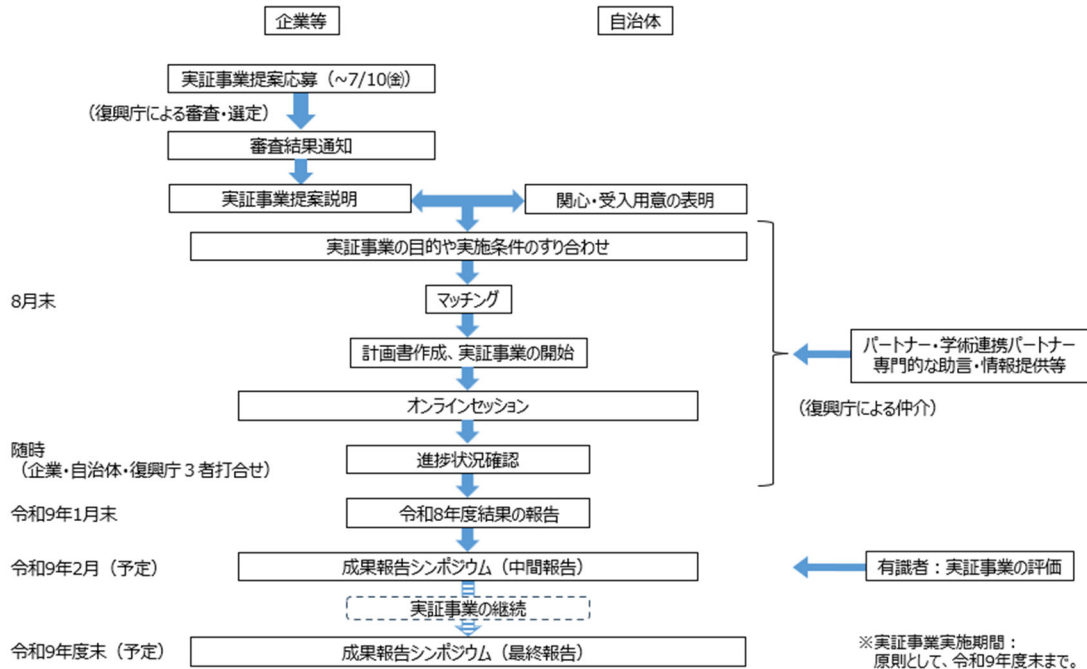 企業等
自治体
実証事業提案応募（~7/10㈮）
（復興庁による審査・選定）
審査結果通知
実証事業提案説明
関心・受入用意の表明
実証事業の目的や実施条件のすり合わせ
8月末
マッチング
計画書作成、実証事業の開始
パートナー・学術連携パートナー
専門的な助言・情報提供等
（復興庁による仲介）
オンラインセッション
随時
（企業・自治体・復興庁３者打合せ）
進捗状況確認
令和9年1月末
令和8年度結果の報告
令和9年2月（予定）
成果報告シンポジウム（中間報告）
有識者：実証事業の評価
実証事業の継続
令和9年度末（予定）
成果報告シンポジウム（最終報告）
※実証事業実施期間：
原則として、令和9年度末まで。